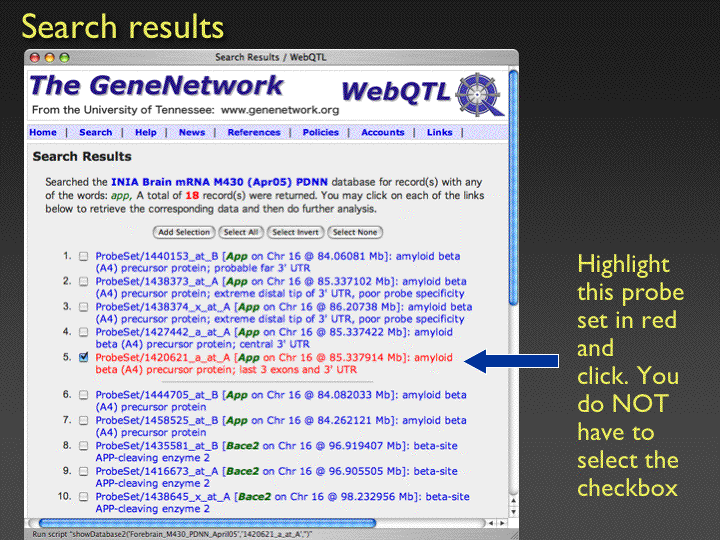 Search results
Search Results / WebQTL
The GeneNetwork
WebQTL
From the University of Tennessee: www.genenetwork.org
Home | Search | Help | News | References | Policies | Accounts | Links |
Search Results
Searched the INIA Brain mRNA M430 (Apr05) PDNN database for record(s) with any
of the words: app, A total of 18 record(s) were returned. You may click on each of the links
below to retrieve the corresponding data and then do further analysis.
Add Selection Select All Select Invert Select None
1. ProbeSet/1440153_at_B [App on Chr 16 @ 84.06081 Mb]: amyloid beta
(A4) precursor protein; probable far 3' UTR
2. ProbeSet/1438373_at_A [App on Chr 16 @ 85.337102 Mb]: amyloid beta
(A4) precursor protein; extreme distal tip of 3' UTR, poor probe specificity
3. ProbeSet/1438374_x_at_A [App on Chr 16 @ 86.20738 Mb]: amyloid beta
(A4) precursor protein; extreme distal tip of 3' UTR, poor probe specificity
4. ProbeSet/1427442_a_at_A [App on Chr 16 @ 85.337422 Mb]: amyloid
beta (A4) precursor protein; central 3' UTR
5. ProbeSet/1420621_a_at_A [App on Chr 16 @ 85.337914 Mb]: amyloid
beta (A4) precursor protein; last 3 exons and 3' UTR
6. ProbeSet/1444705_at_B [App on Chr 16 @ 84.082033 Mb]: amyloid beta
(A4) precursor protein
7. ProbeSet/1458525_at_B [App on Chr 16 @ 84.262121 Mb]: amyloid beta
(A4) precursor protein
8. ProbeSet/1435581_at_B [Bace2 on Chr 16 @ 96.919407 Mb]: beta-site
APP-cleaving enzyme 2
9. ProbeSet/1416673_at_A [Bace2 on Chr 16 @ 96.905505 Mb]: beta-site
APP-cleaving enzyme 2
10. ProbeSet/1438645_x_at_A [Bace2 on Chr 16 @ 98.232956 Mb]: beta-site
APP-cleaving enzyme 2
Run script "showDatabase2('Forebrain_M430_PDNN_April05','1420621_a_at_A','')"
Highlight
this probe
set in red
and
click. You
do NOT
have to
select the
checkbox